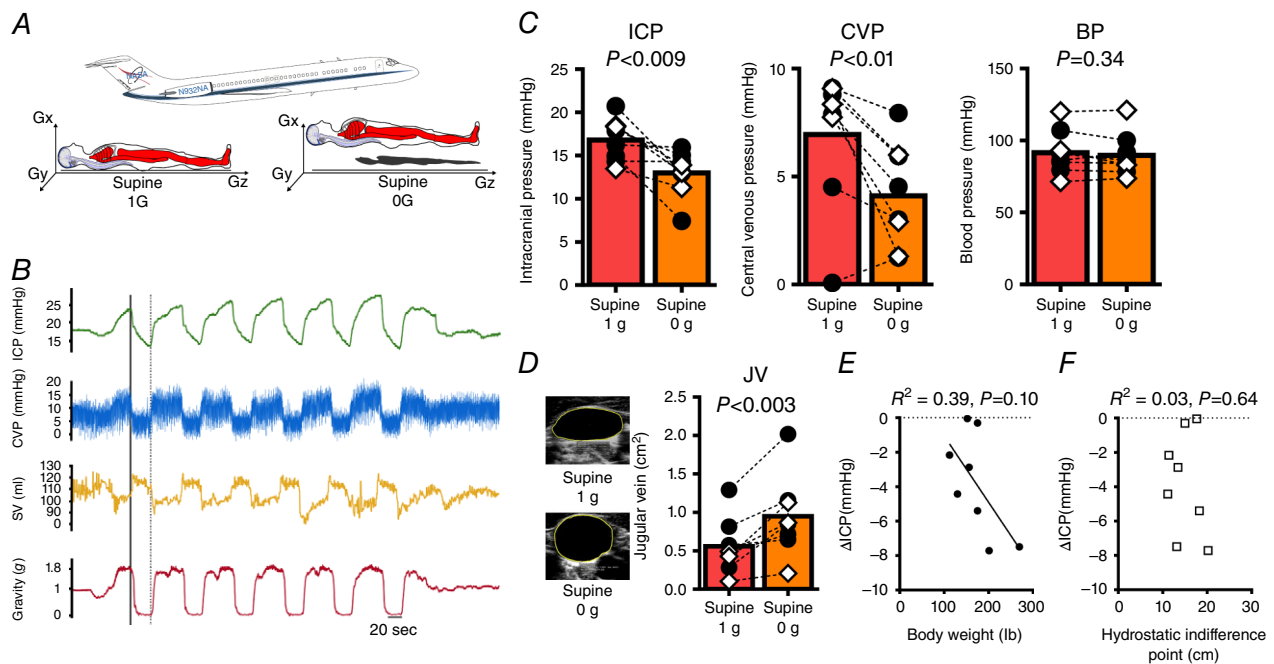 A
NASA
N932NA
Gx
Gy
Supine
1G
Gz
Gx
Gy
Supine
0G
Gz
B
ICP (mmHg)
25
20
15
CVP (mmHg)
20
15
10
5
0
SV (ml)
130
120
110
100
90
0
Gravity (g)
1.8
1
0
20 sec
C
ICP
P<0.009
Intracranial pressure (mmHg)
25
20
15
10
5
0
Supine
1 g
Supine
0 g
CVP
P<0.01
Central venous pressure (mmHg)
10
5
0
Supine
1 g
Supine
0 g
BP
P=0.34
Blood pressure (mmHg)
150
100
50
0
Supine
1 g
Supine
0 g
D
Supine
1 g
Supine
0 g
JV
P<0.003
Jugular vein (cm²)
2.5
2.0
1.5
1.0
0.5
0.0
Supine
1 g
Supine
0 g
E
R² = 0.39, P=0.10
ΔICP(mmHg)
0
−2
−4
−6
−8
−10
0 100 200 300
Body weight (lb)
F
R² = 0.03, P=0.64
ΔICP(mmHg)
0
−2
−4
−6
−8
−10
0 10 20 30
Hydrostatic indifference
point (cm)